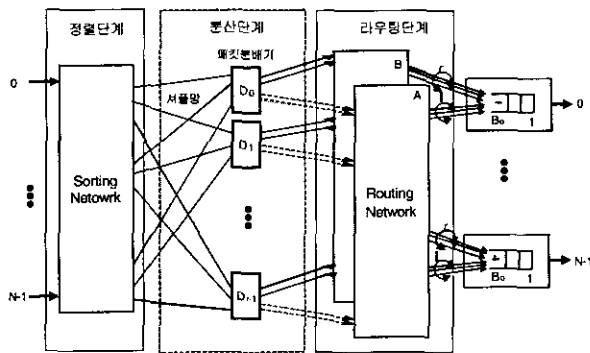 정렬단계
분산단계
라우팅단계
패킷분배기
셔플망
0
N-1
Sorting
Netowrk
D0
D1
Dr-1
B
A
Routing
Network
r
r
B0 1
0
r
r
B0 1
N-1